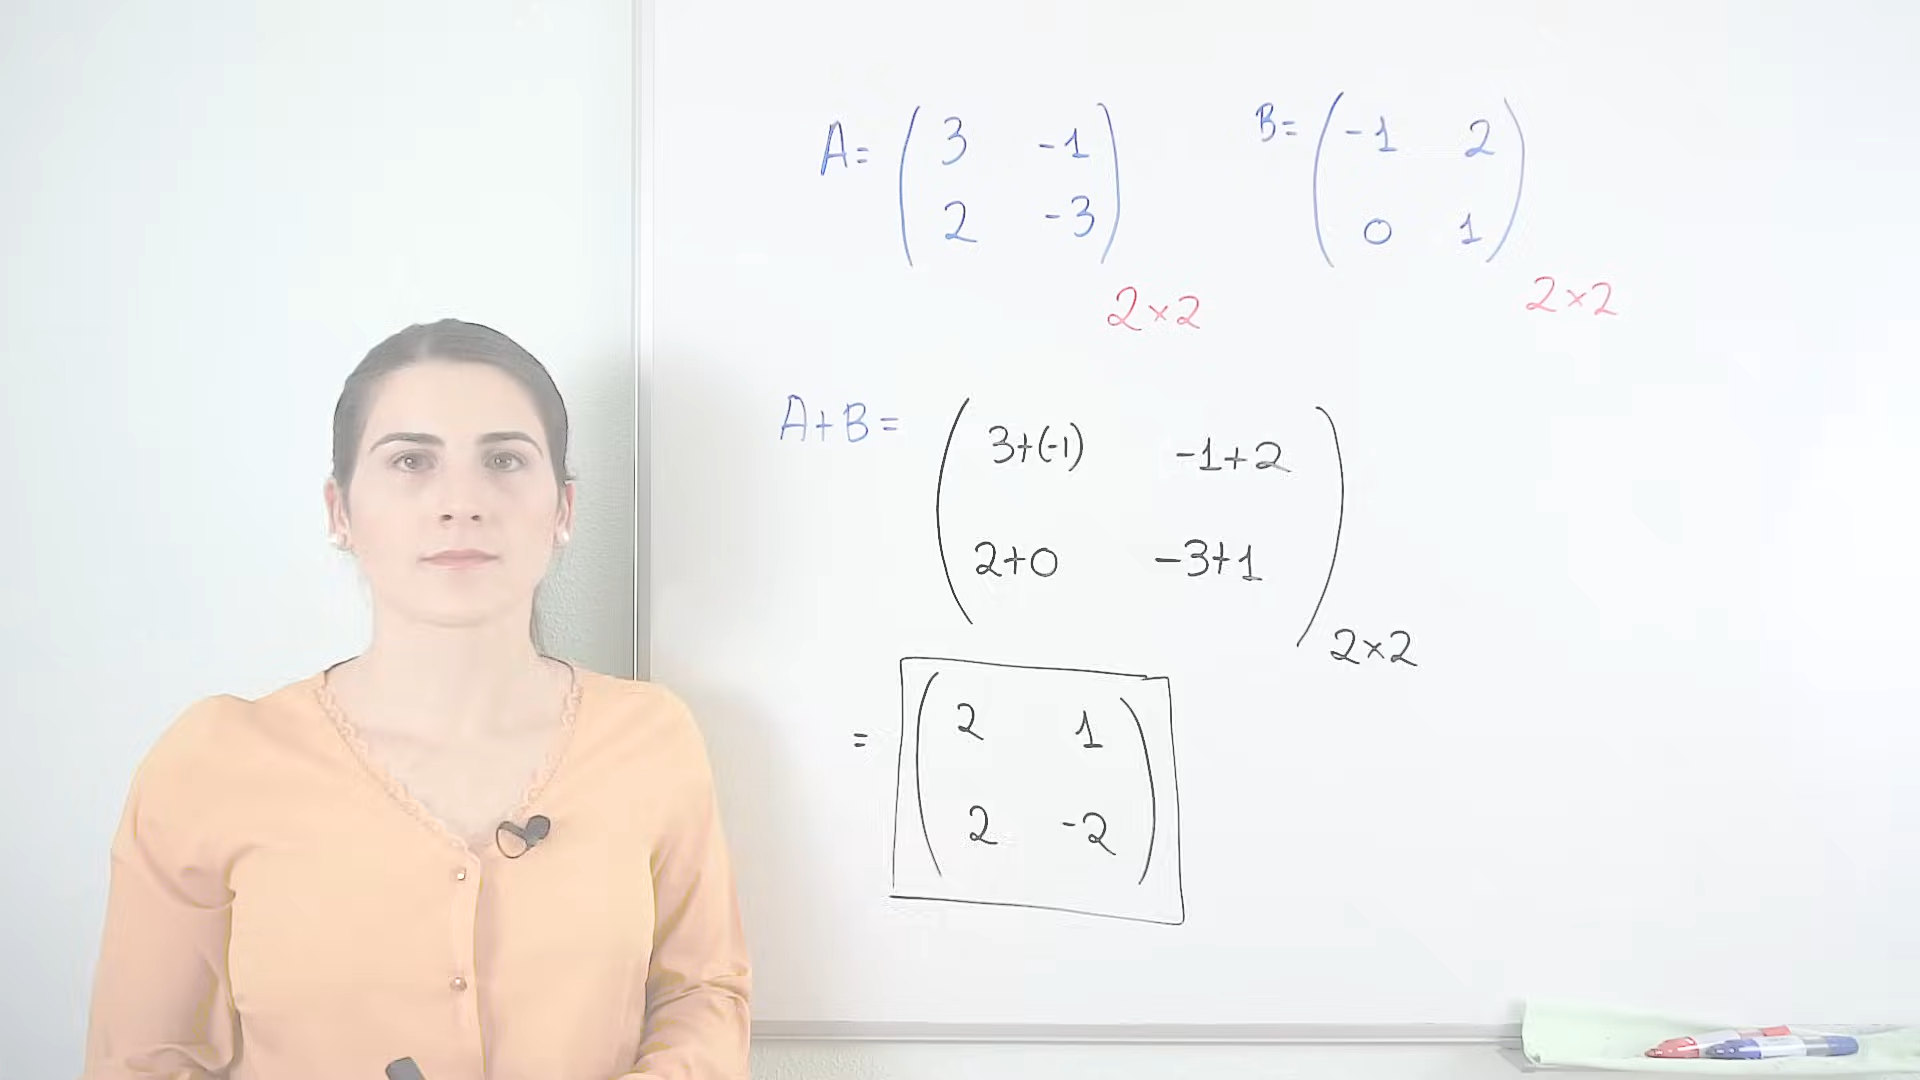 A= ( 3 -1 B= ( -1 2
2 -3 ) 0 1 )
2×2 2×2
A+B= ( 3+(-1) -1+2
2+0 -3+1 )
2×2
= ( 2 1
2 -2 )